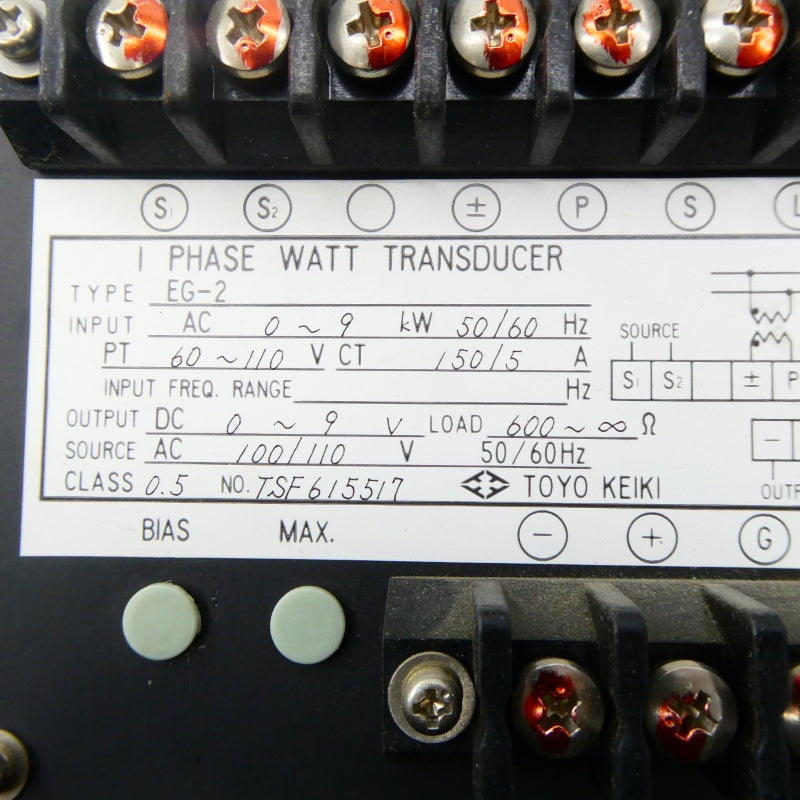 S1 S2 ± P S L
1 PHASE WATT TRANSDUCER
TYPE EG-2
INPUT AC 0 ~ 9 kW 50/60 Hz
PT 60 ~ 110 V CT 150/5 A
INPUT FREQ. RANGE Hz
OUTPUT DC 0 ~ 9 V LOAD 600 ~ ∞ Ω
SOURCE AC 100/110 V 50/60Hz
CLASS 0.5 NO. TSF615517 TOYO KEIKI
SOURCE
S1 S2 ± P
−
OUTP
BIAS MAX. − + G